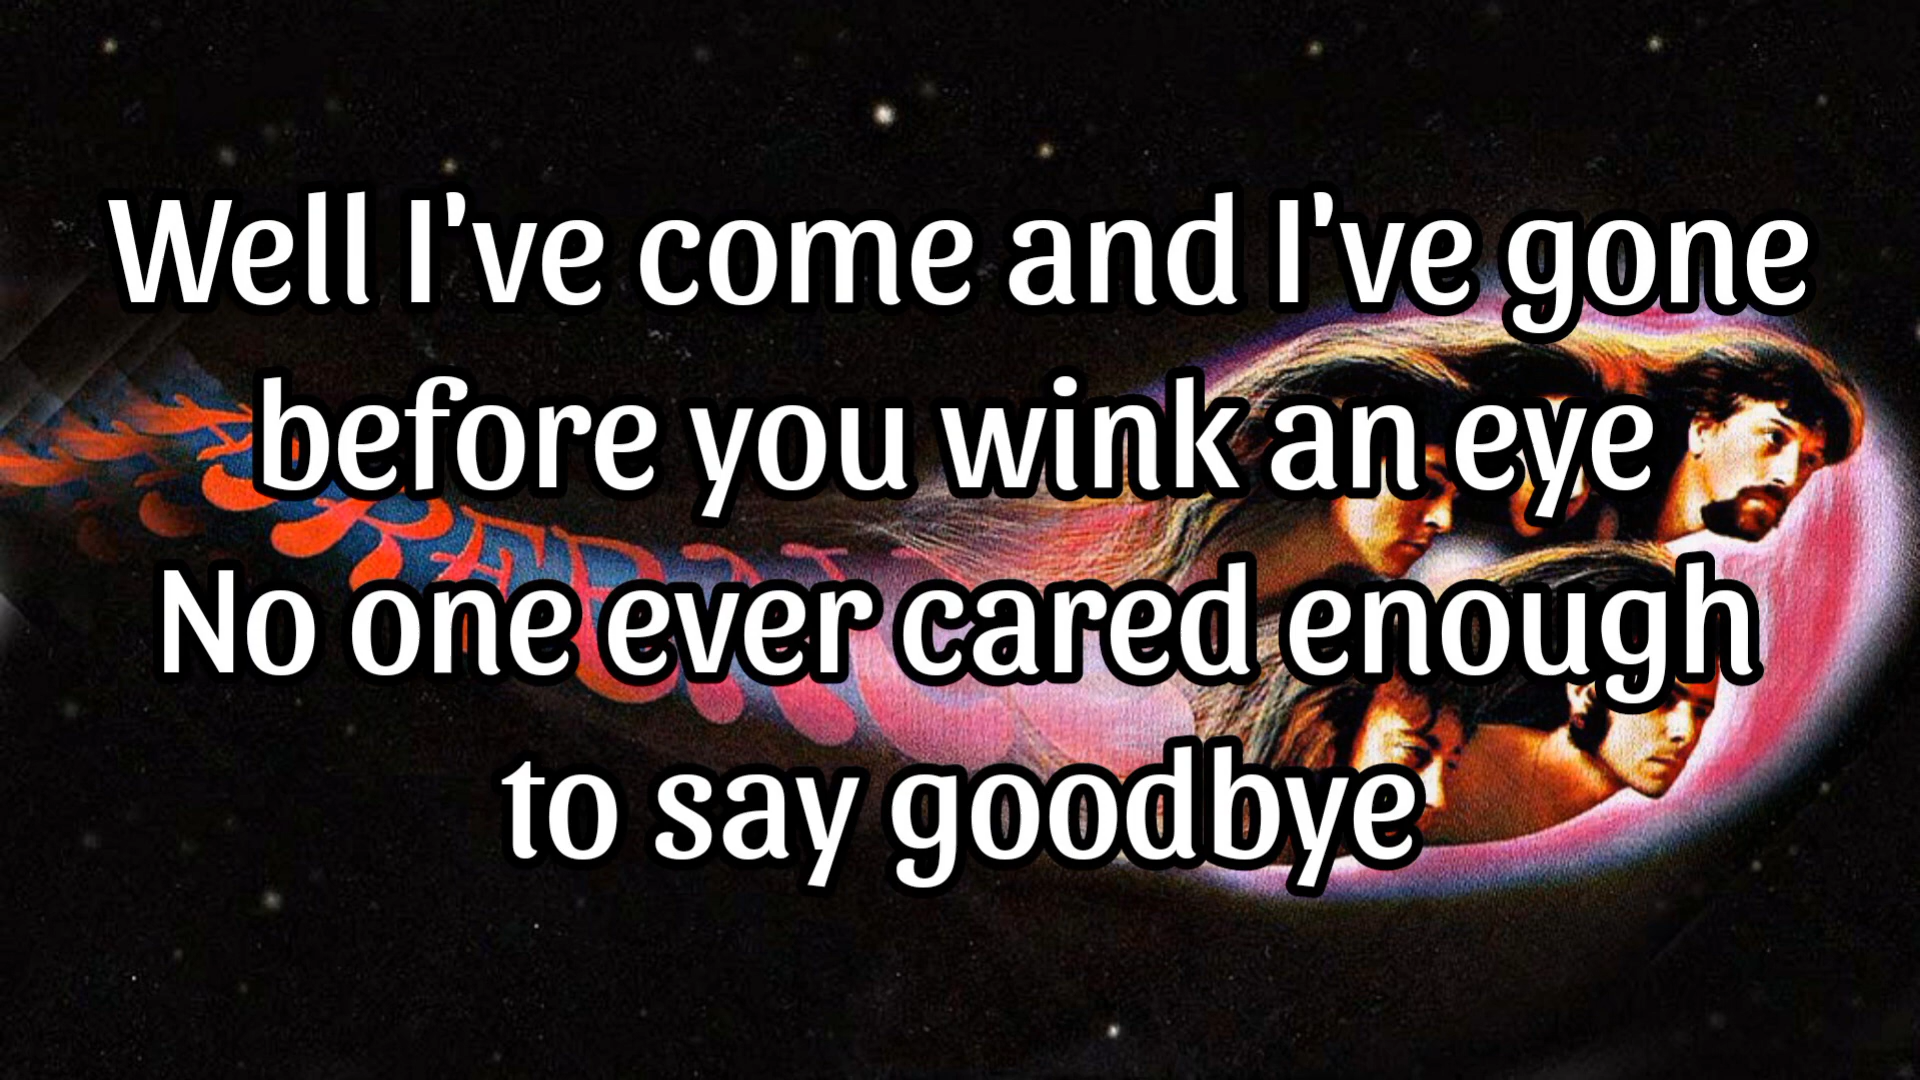 Well I've come and I've gone
before you wink an eye
No one ever cared enough
to say goodbye